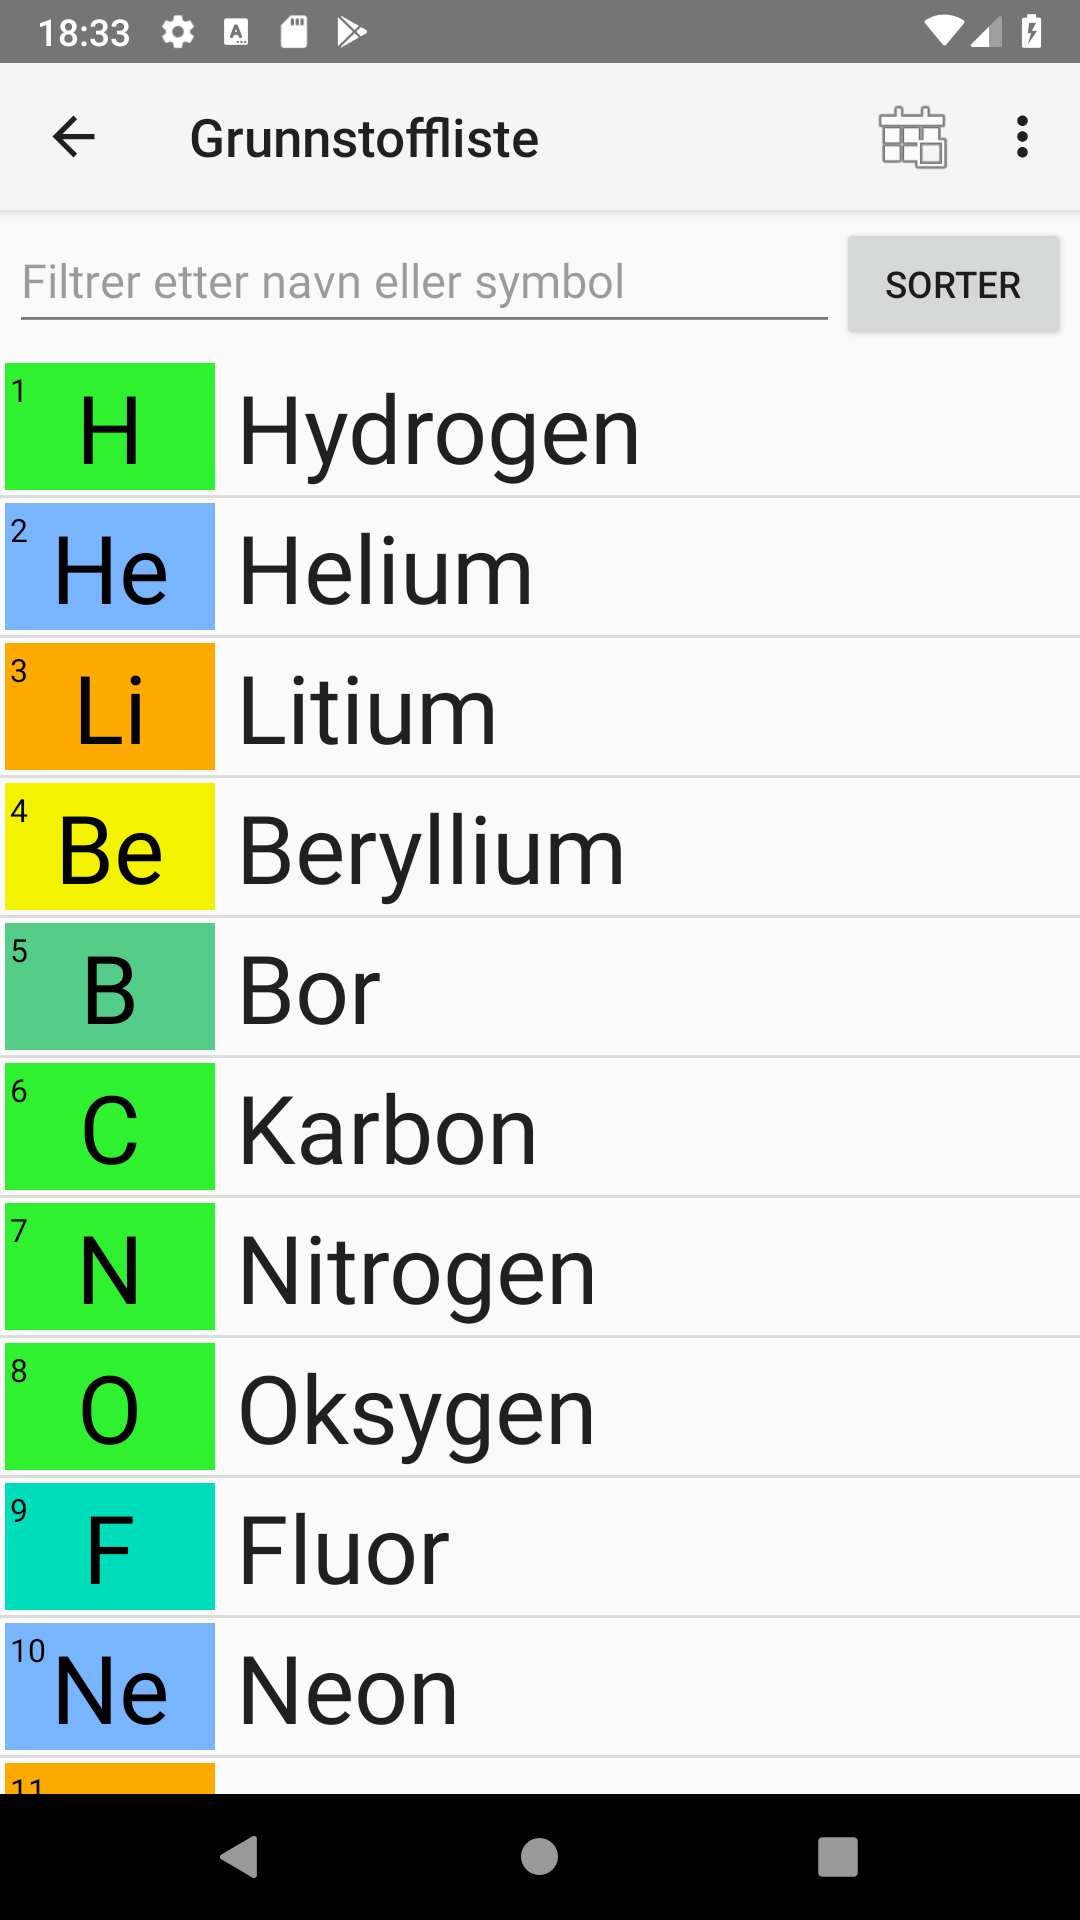 18:33
Grunnstoffliste
Filtrer etter navn eller symbol
SORTER
1
H
Hydrogen
2
He
Helium
3
Li
Litium
4
Be
Beryllium
5
B
Bor
6
C
Karbon
7
N
Nitrogen
8
O
Oksygen
9
F
Fluor
10
Ne
Neon
11